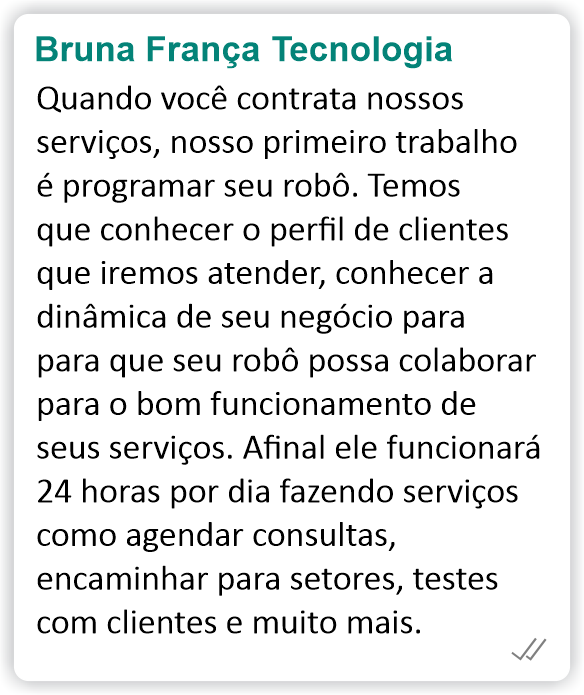 Bruna França Tecnologia
Quando você contrata nossos
serviços, nosso primeiro trabalho
é programar seu robô. Temos
que conhecer o perfil de clientes
que iremos atender, conhecer a
dinâmica de seu negócio para
para que seu robô possa colaborar
para o bom funcionamento de
seus serviços. Afinal ele funcionará
24 horas por dia fazendo serviços
como agendar consultas,
encaminhar para setores, testes
com clientes e muito mais.